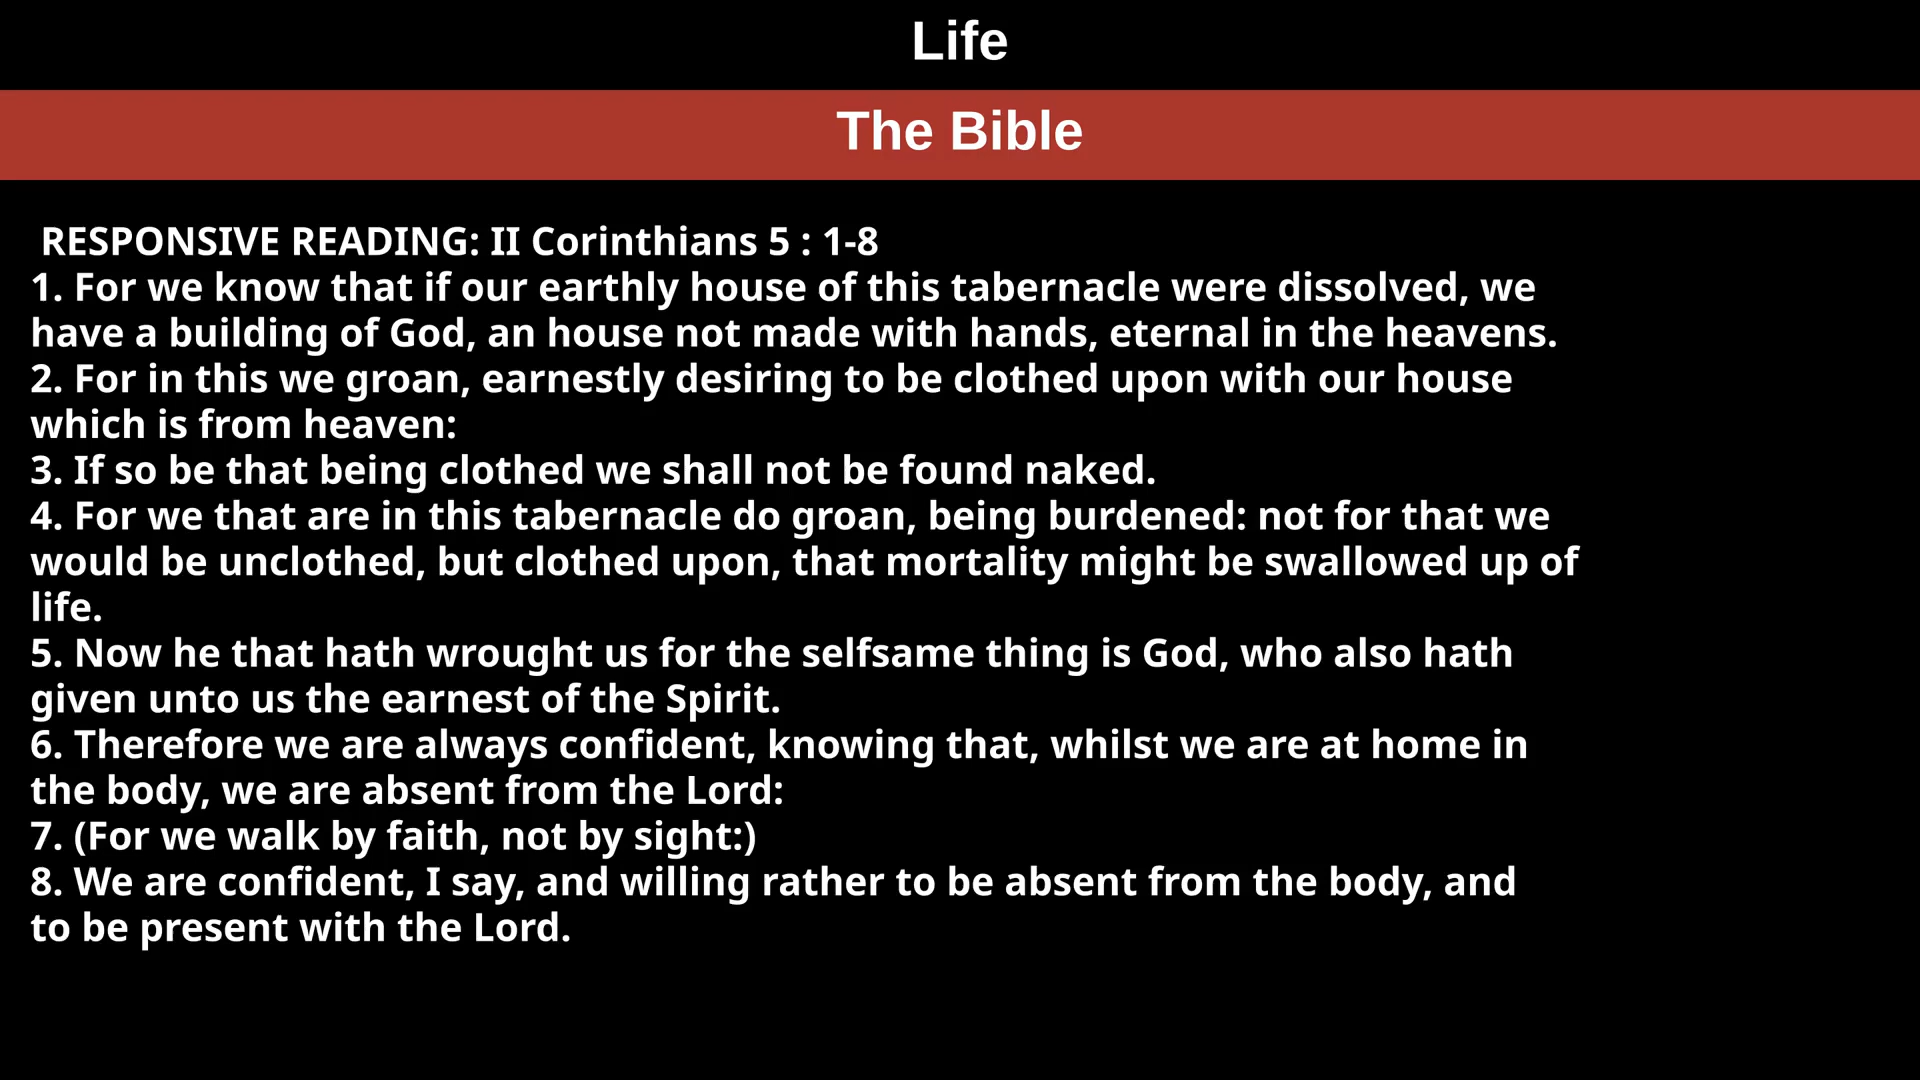 Life
The Bible
RESPONSIVE READING: II Corinthians 5 : 1-8
1. For we know that if our earthly house of this tabernacle were dissolved, we
have a building of God, an house not made with hands, eternal in the heavens.
2. For in this we groan, earnestly desiring to be clothed upon with our house
which is from heaven:
3. If so be that being clothed we shall not be found naked.
4. For we that are in this tabernacle do groan, being burdened: not for that we
would be unclothed, but clothed upon, that mortality might be swallowed up of
life.
5. Now he that hath wrought us for the selfsame thing is God, who also hath
given unto us the earnest of the Spirit.
6. Therefore we are always confident, knowing that, whilst we are at home in
the body, we are absent from the Lord:
7. (For we walk by faith, not by sight:)
8. We are confident, I say, and willing rather to be absent from the body, and
to be present with the Lord.